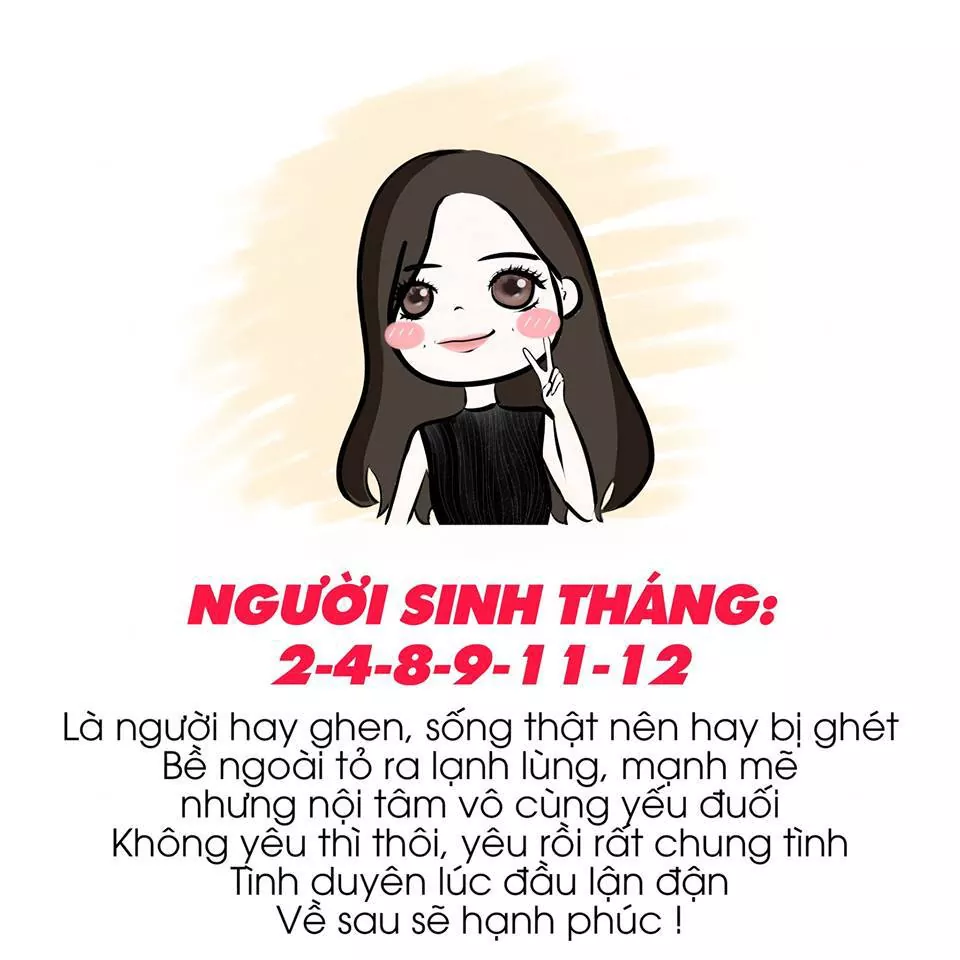 NGƯỜI SINH THÁNG:
2-4-8-9-11-12
Là người hay ghen, sống thật nên hay bị ghét
Bề ngoài tỏ ra lạnh lùng, mạnh mẽ
nhưng nội tâm vô cùng yếu đuối
Không yêu thì thôi, yêu rồi rất chung tình
Tình duyên lúc đầu lận đận
Về sau sẽ hạnh phúc !